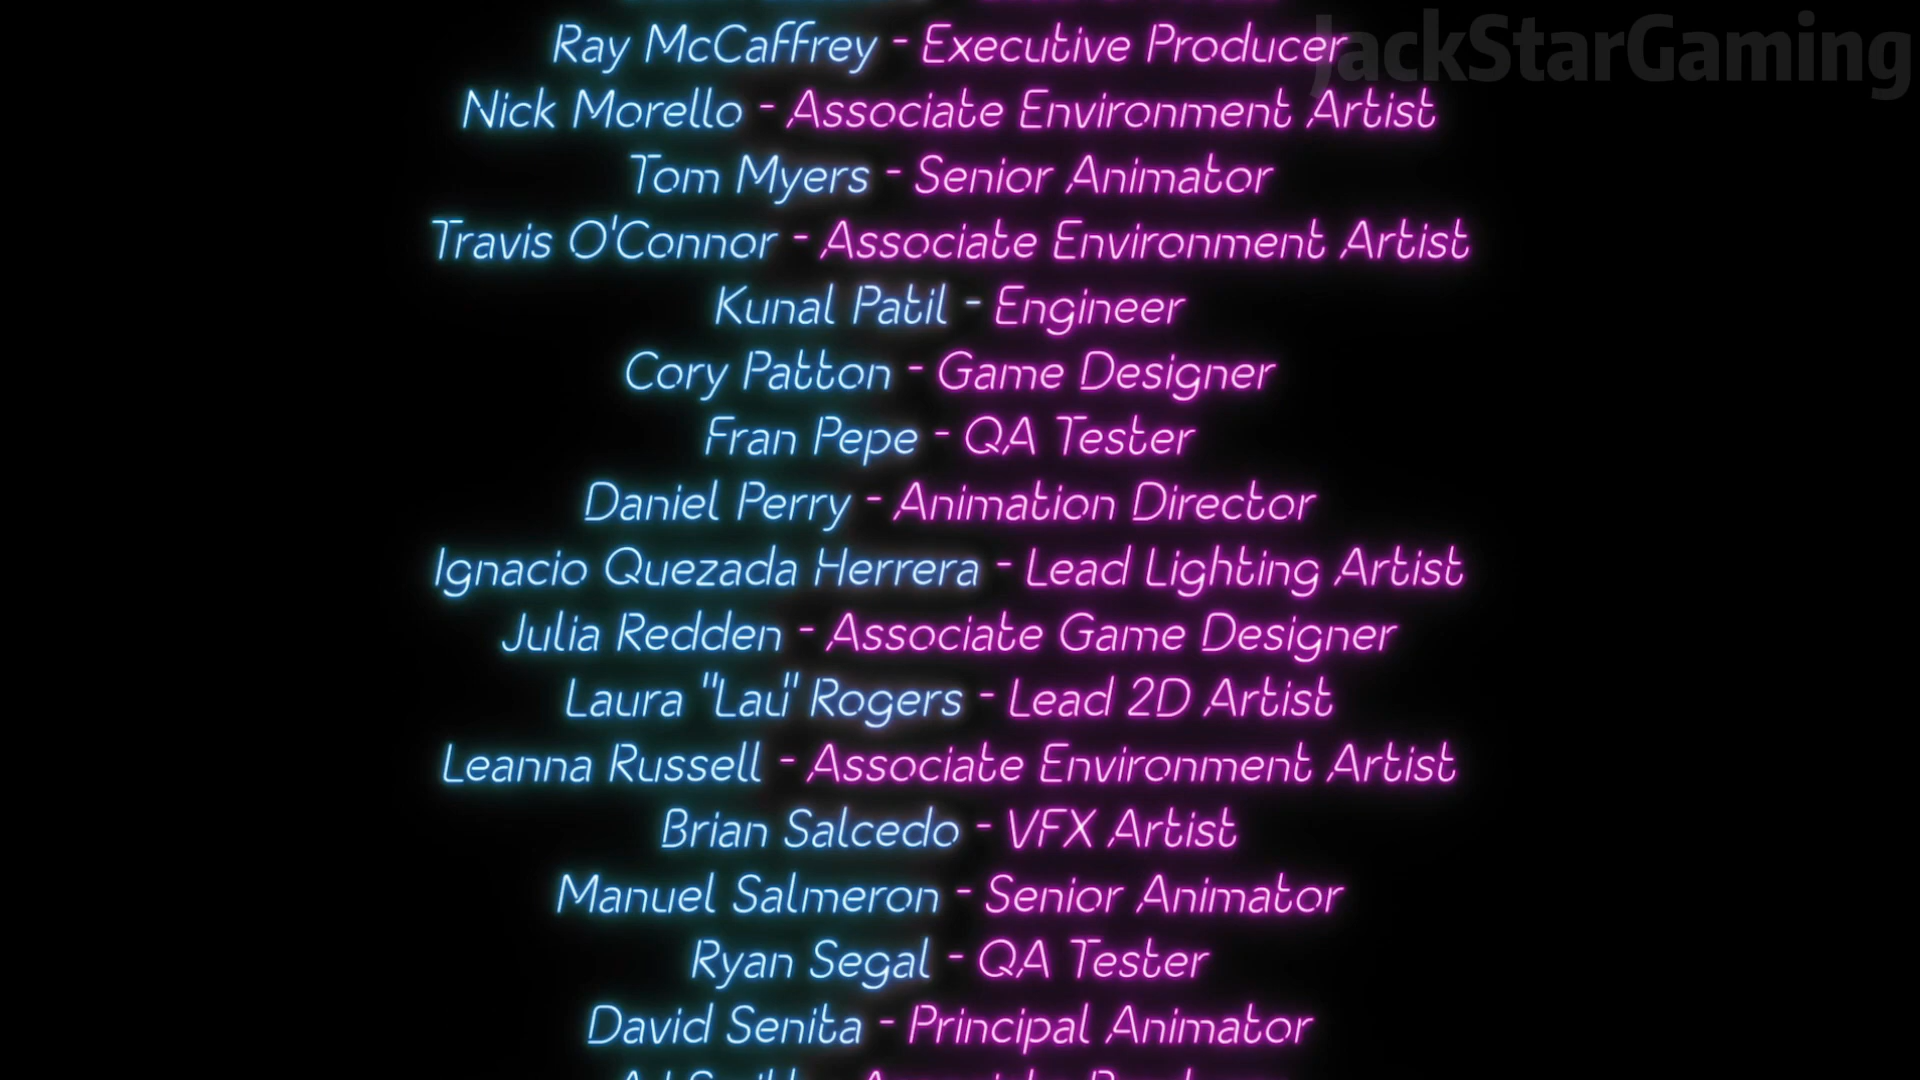 JackStarGaming
Ray McCaffrey - Executive Producer
Nick Morello - Associate Environment Artist
Tom Myers - Senior Animator
Travis O'Connor - Associate Environment Artist
Kunal Patil - Engineer
Cory Patton - Game Designer
Fran Pepe - QA Tester
Daniel Perry - Animation Director
Ignacio Quezada Herrera - Lead Lighting Artist
Julia Redden - Associate Game Designer
Laura "Lau" Rogers - Lead 2D Artist
Leanna Russell - Associate Environment Artist
Brian Salcedo - VFX Artist
Manuel Salmeron - Senior Animator
Ryan Segal - QA Tester
David Senita - Principal Animator